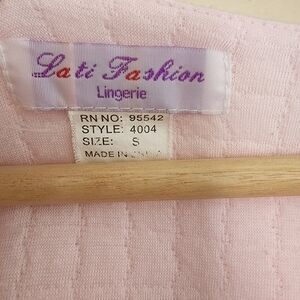 Lati Fashion
Lingerie
RN NO: 95542
STYLE: 4004
SIZE: S
MADE IN